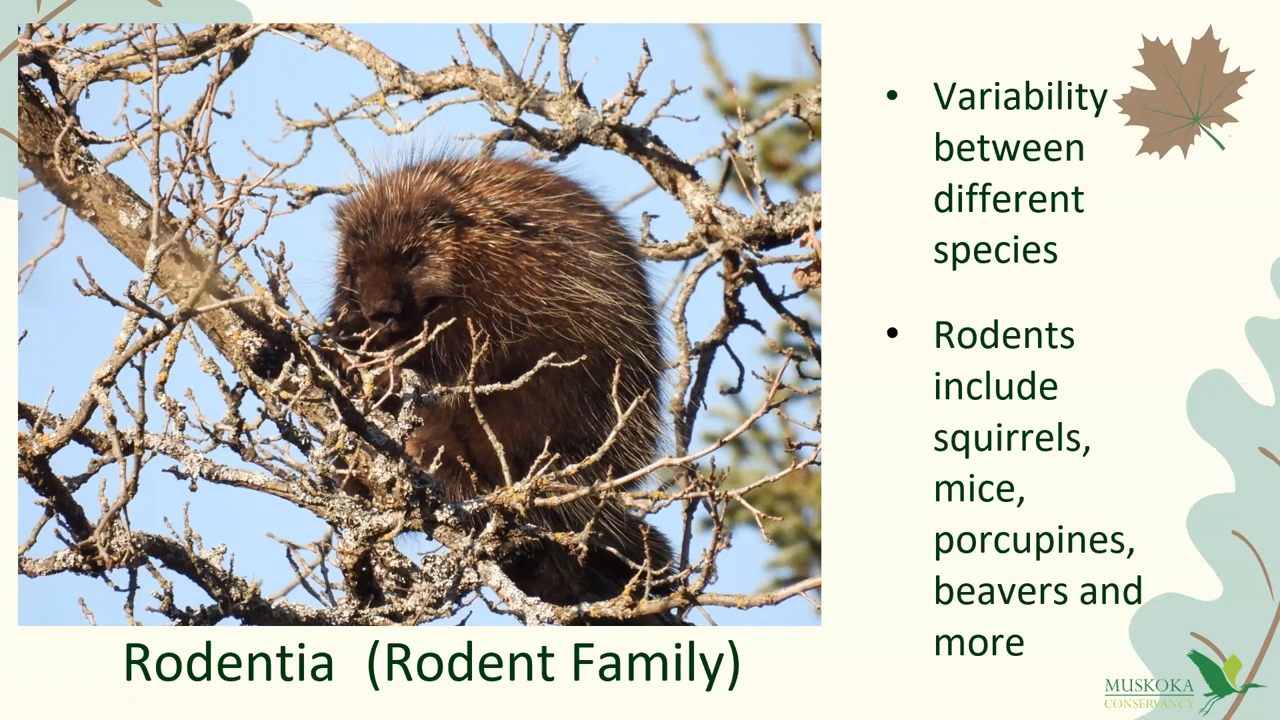 • Variability
between
different
species
• Rodents
include
squirrels,
mice,
porcupines,
beavers and
more
Rodentia (Rodent Family)
MUSKOKA
CONSERVANCY